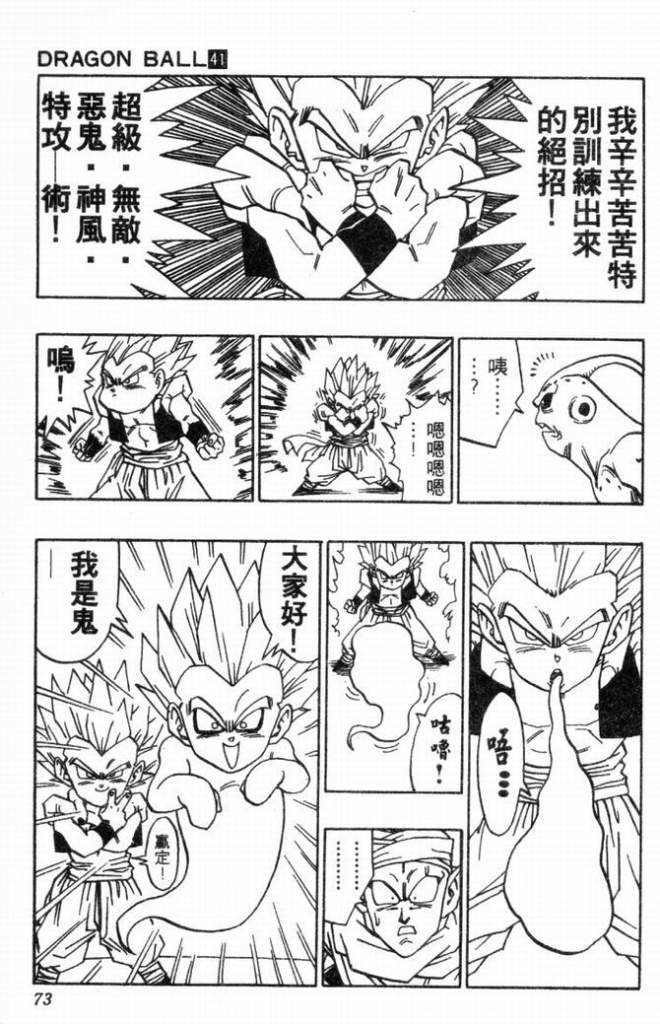 DRAGON BALL 41
我辛辛苦苦特
別訓練出來
的絕招！
超級．無敵．
惡鬼．神風．
特攻——術！
咦……
…？
嗯嗯嗯嗯
…！
嗚！
唔…
咕嚕！
…………
…………
大家好！
我是鬼
—
贏定！
73